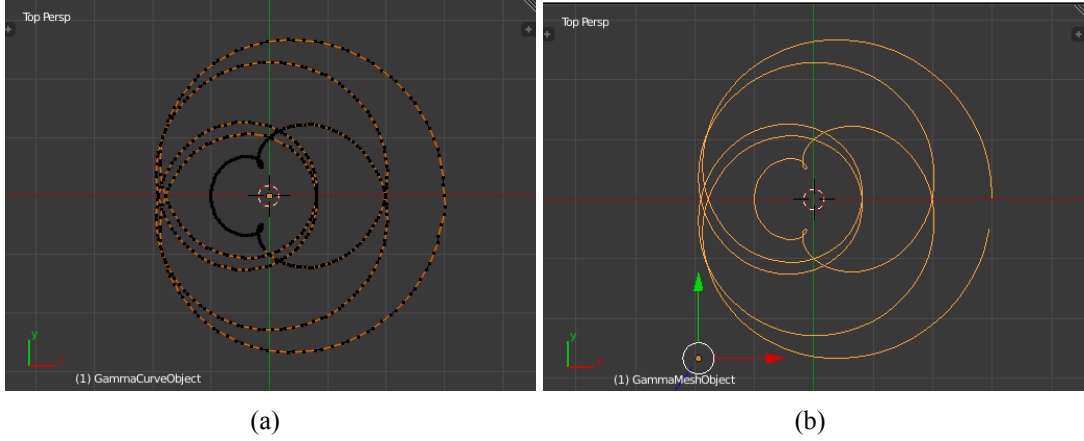 Top Persp
Top Persp
y
x
y
x
(1) GammaCurveObject
(1) GammaMeshObject
(a)
(b)